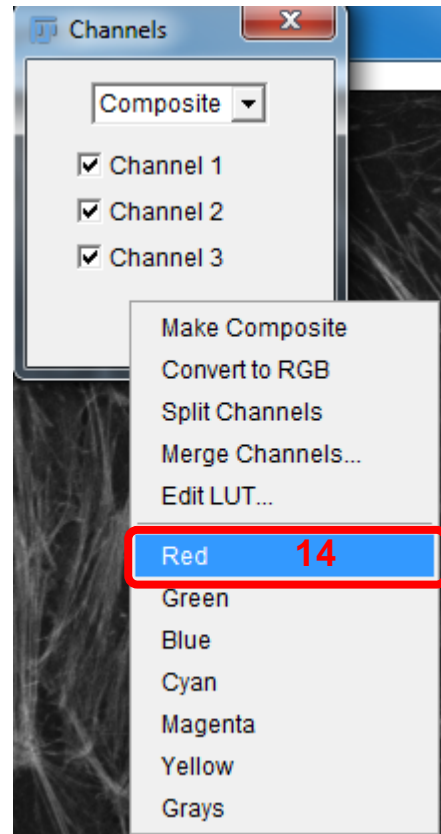 Channels
x
Composite
Channel 1
Channel 2
Channel 3
Make Composite
Convert to RGB
Split Channels
Merge Channels...
Edit LUT...
Red 14
Green
Blue
Cyan
Magenta
Yellow
Grays